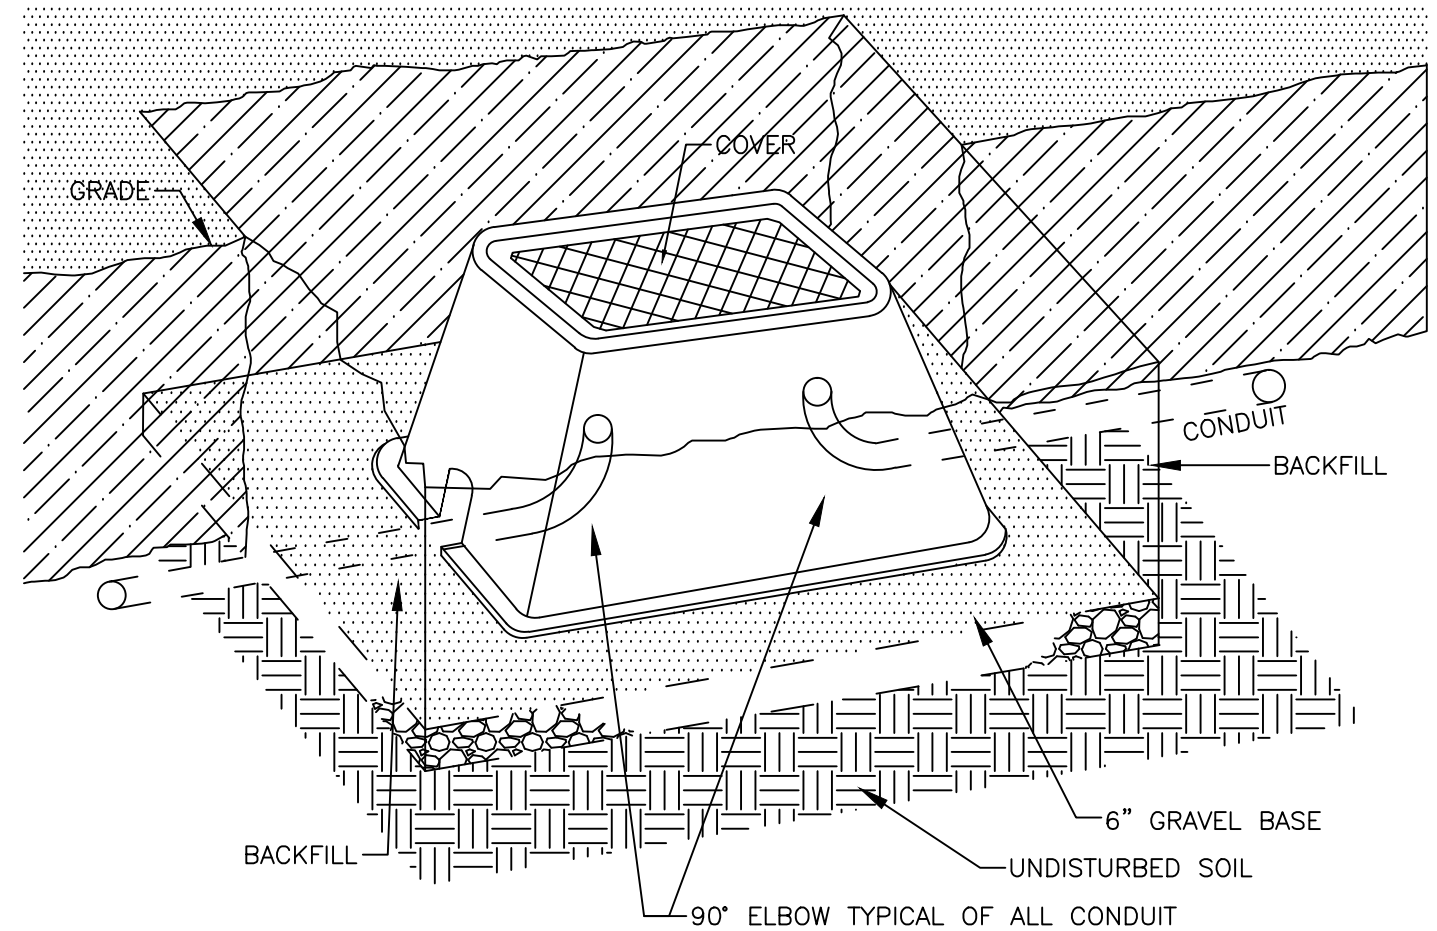 COVER
GRADE
CONDUIT
BACKFILL
6” GRAVEL BASE
BACKFILL
UNDISTURBED SOIL
90° ELBOW TYPICAL OF ALL CONDUIT